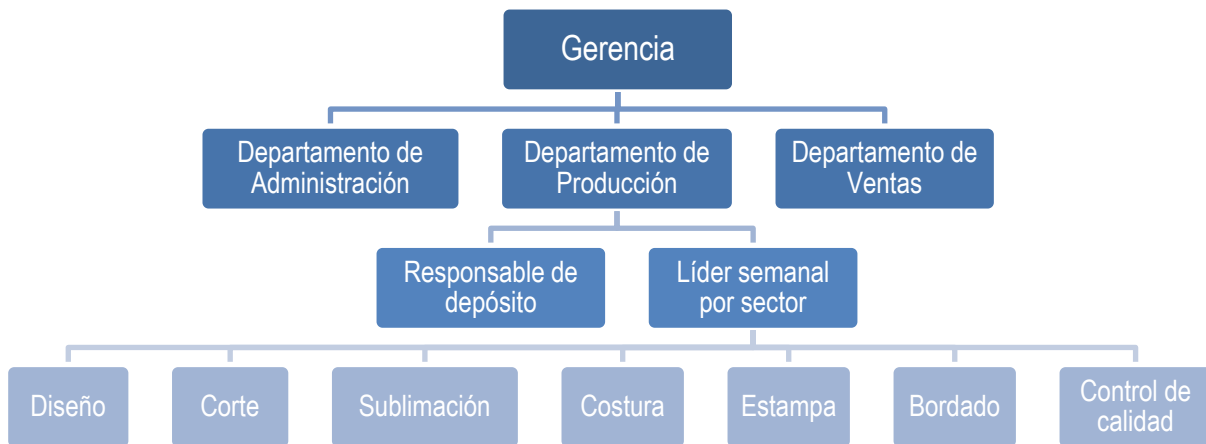 Gerencia
Departamento de
Administración
Departamento de
Producción
Departamento de
Ventas
Responsable de
depósito
Líder semanal
por sector
Diseño
Corte
Sublimación
Costura
Estampa
Bordado
Control de
calidad